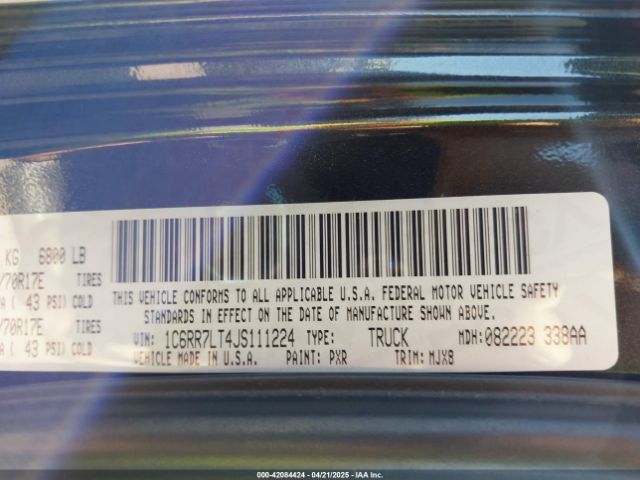 KG 6800 LB
/70R17E TIRES
A ( 43 PSI) COLD
/70R17E TIRES
A ( 43 PSI) COLD
THIS VEHICLE CONFORMS TO ALL APPLICABLE U.S.A. FEDERAL MOTOR VEHICLE SAFETY
STANDARDS IN EFFECT ON THE DATE OF MANUFACTURE SHOWN ABOVE.
VIN: 1C6RR7LT4JS111224 TYPE: TRUCK MDH: 082223 338AA
VEHICLE MADE IN U.S.A. PAINT: PXR TRIM: MJX8
000-42084424 - 04/21/2025 - IAA Inc.